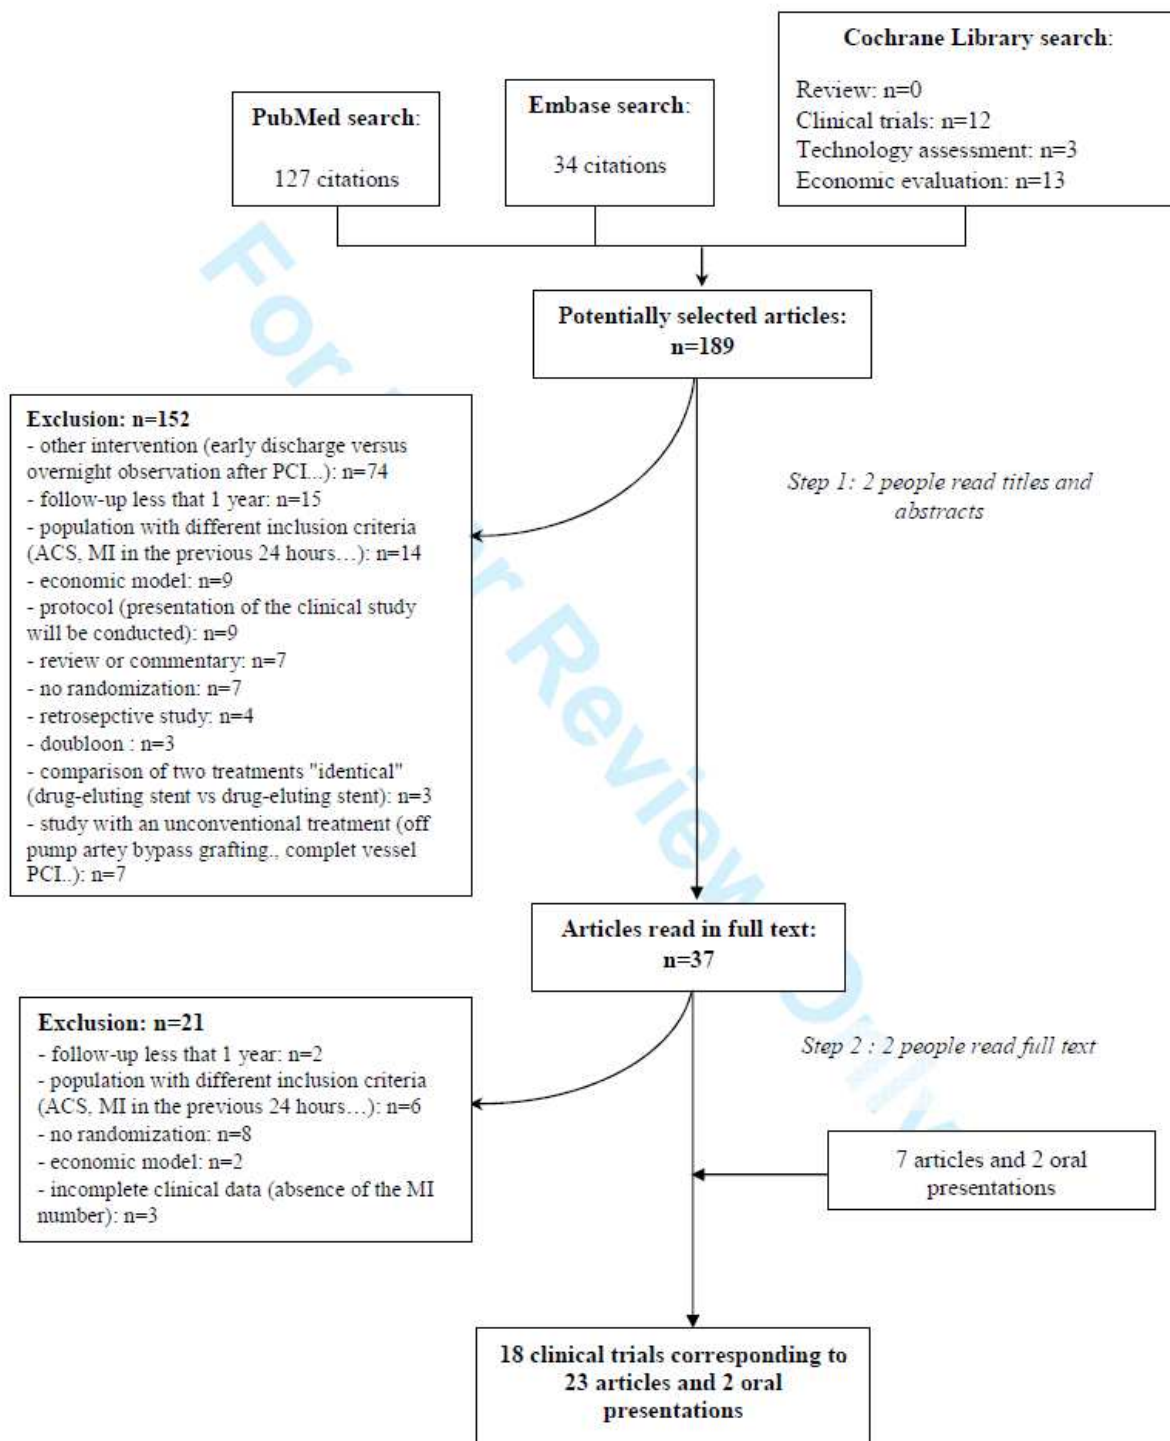 PubMed search:
127 citations
Embase search:
34 citations
Cochrane Library search:
Review: n=0
Clinical trials: n=12
Technology assessment: n=3
Economic evaluation: n=13
Potentially selected articles:
n=189
Exclusion: n=152
- other intervention (early discharge versus
overnight observation after PCI..): n=74
- follow-up less that 1 year: n=15
- population with different inclusion criteria
(ACS, MI in the previous 24 hours…): n=14
- economic model: n=9
- protocol (presentation of the clinical study
will be conducted): n=9
- review or commentary: n=7
- no randomization: n=7
- retrosepctive study: n=4
- doubloon : n=3
- comparison of two treatments "identical"
(drug-eluting stent vs drug-eluting stent): n=3
- study with an unconventional treatment (off
pump artey bypass grafting., complet vessel
PCI..): n=7
Step 1: 2 people read titles and
abstracts
Articles read in full text:
n=37
Exclusion: n=21
- follow-up less that 1 year: n=2
- population with different inclusion criteria
(ACS, MI in the previous 24 hours…): n=6
- no randomization: n=8
- economic model: n=2
- incomplete clinical data (absence of the MI
number): n=3
Step 2 : 2 people read full text
7 articles and 2 oral
presentations
18 clinical trials corresponding to
23 articles and 2 oral
presentations
For Review Only